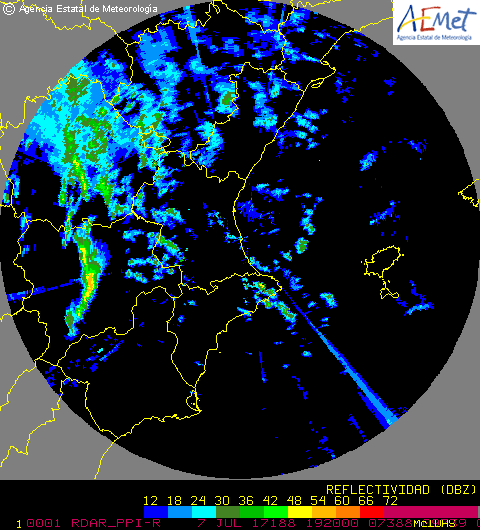 © Agencia Estatal de Meteorología
AEMet
Agencia Estatal de Meteorología
REFLECTIVIDAD (DBZ)
12 18 24 30 36 42 48 54 60 66 72
1 0001 RDAR_PPI-R 7 JUL 17188 192000